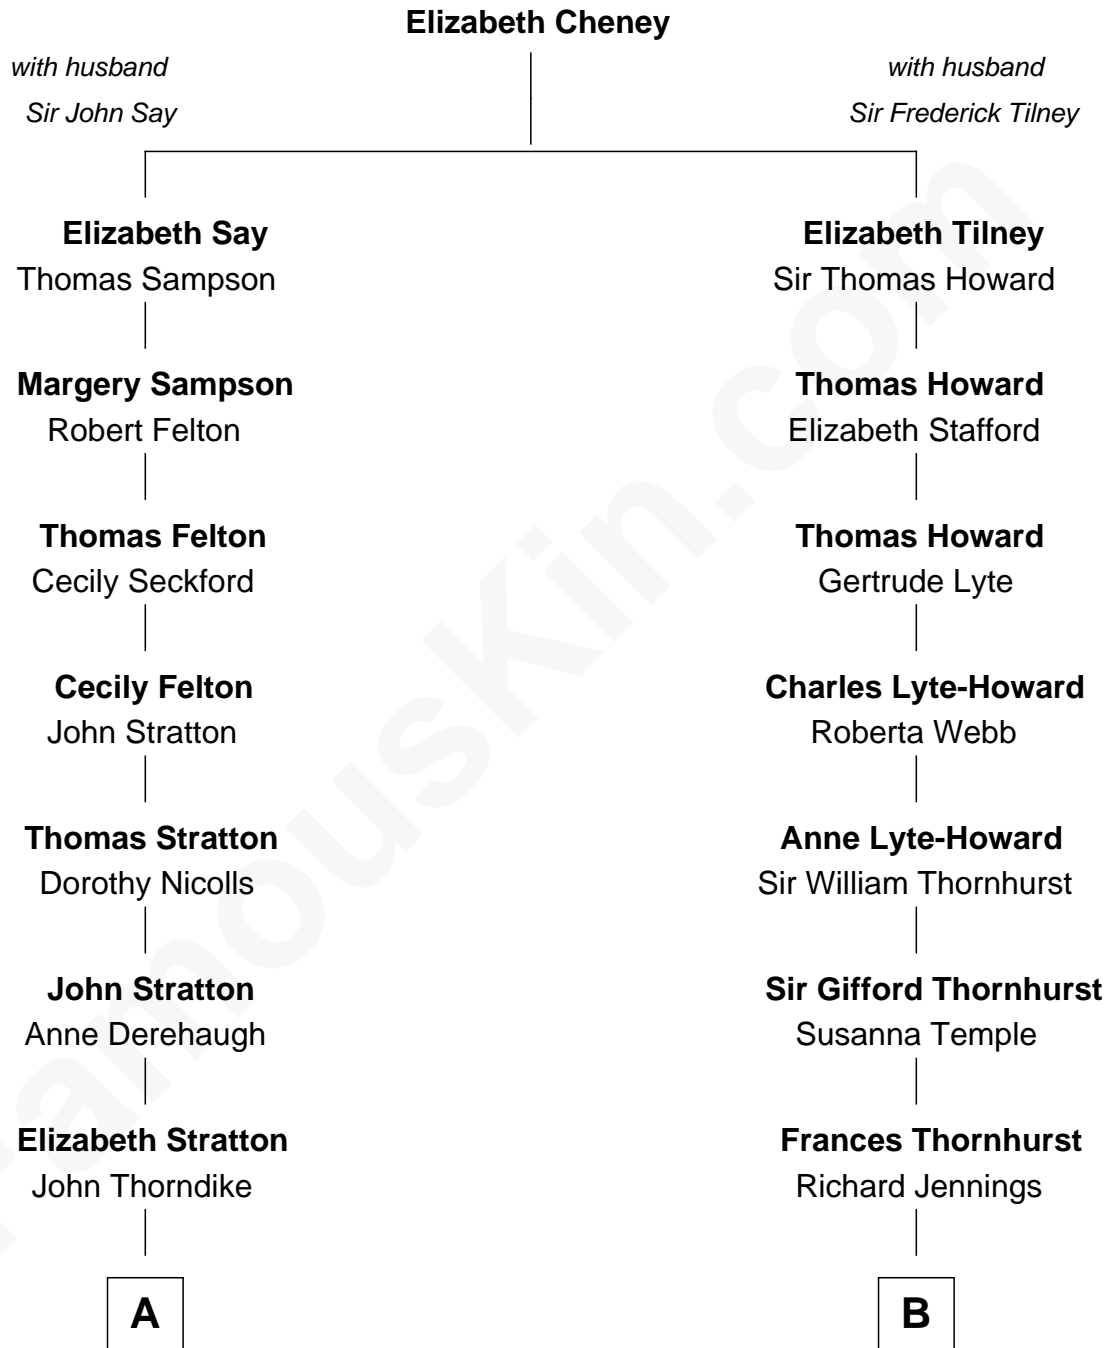 Elizabeth Cheney
with husband
Sir John Say
with husband
Sir Frederick Tilney
Elizabeth Say
Thomas Sampson
Elizabeth Tilney
Sir Thomas Howard
Margery Sampson
Robert Felton
Thomas Howard
Elizabeth Stafford
Thomas Felton
Cecily Seckford
Thomas Howard
Gertrude Lyte
Cecily Felton
John Stratton
Charles Lyte-Howard
Roberta Webb
Thomas Stratton
Dorothy Nicolls
Anne Lyte-Howard
Sir William Thornhurst
John Stratton
Anne Derehaugh
Sir Gifford Thornhurst
Susanna Temple
Elizabeth Stratton
John Thorndike
Frances Thornhurst
Richard Jennings
A
B
FamousKin.com